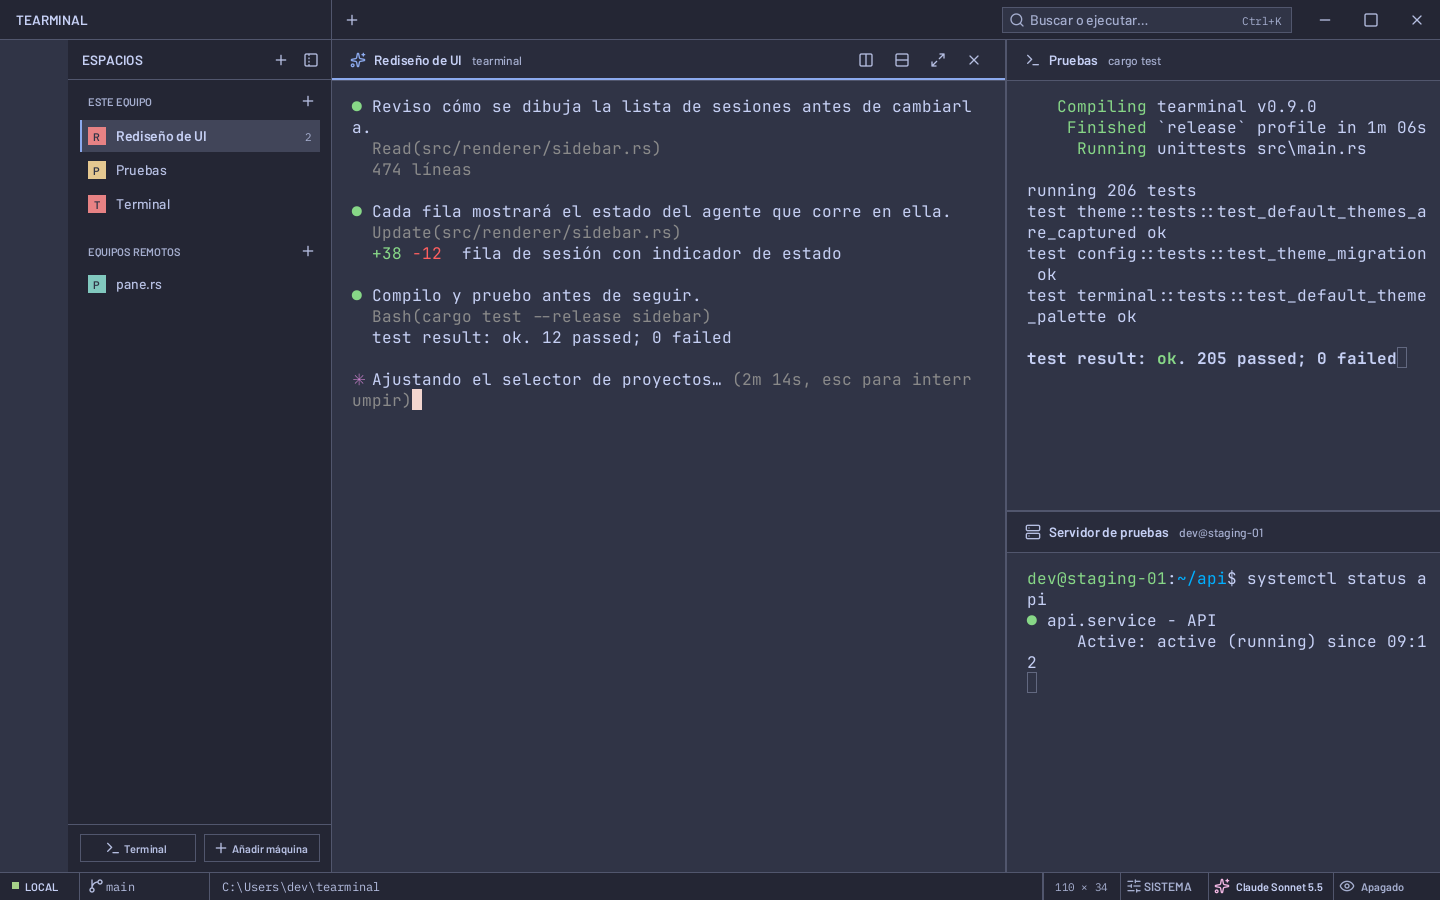 TEARMINAL
Buscar o ejecutar...
Ctrl+K
ESPACIOS
ESTE EQUIPO
R Rediseño de UI 2
P Pruebas
T Terminal
EQUIPOS REMOTOS
P pane.rs
Terminal
Añadir máquina
Rediseño de UI tearminal
Reviso cómo se dibuja la lista de sesiones antes de cambiarl
a.
Read(src/renderer/sidebar.rs)
474 líneas
Cada fila mostrará el estado del agente que corre en ella.
Update(src/renderer/sidebar.rs)
+38 -12 fila de sesión con indicador de estado
Compilo y pruebo antes de seguir.
Bash(cargo test --release sidebar)
test result: ok. 12 passed; 0 failed
✳ Ajustando el selector de proyectos… (2m 14s, esc para interr
umpir)
Pruebas cargo test
Compiling tearminal v0.9.0
Finished `release` profile in 1m 06s
Running unittests src\main.rs
running 206 tests
test theme::tests::test_default_themes_a
re_captured ok
test config::tests::test_theme_migration
ok
test terminal::tests::test_default_theme
_palette ok
test result: ok. 205 passed; 0 failed
Servidor de pruebas dev@staging-01
dev@staging-01:~/api$ systemctl status a
pi
● api.service - API
Active: active (running) since 09:1
2
LOCAL
main
C:\Users\dev\tearminal
110 × 34
SISTEMA
Claude Sonnet 5.5
Apagado